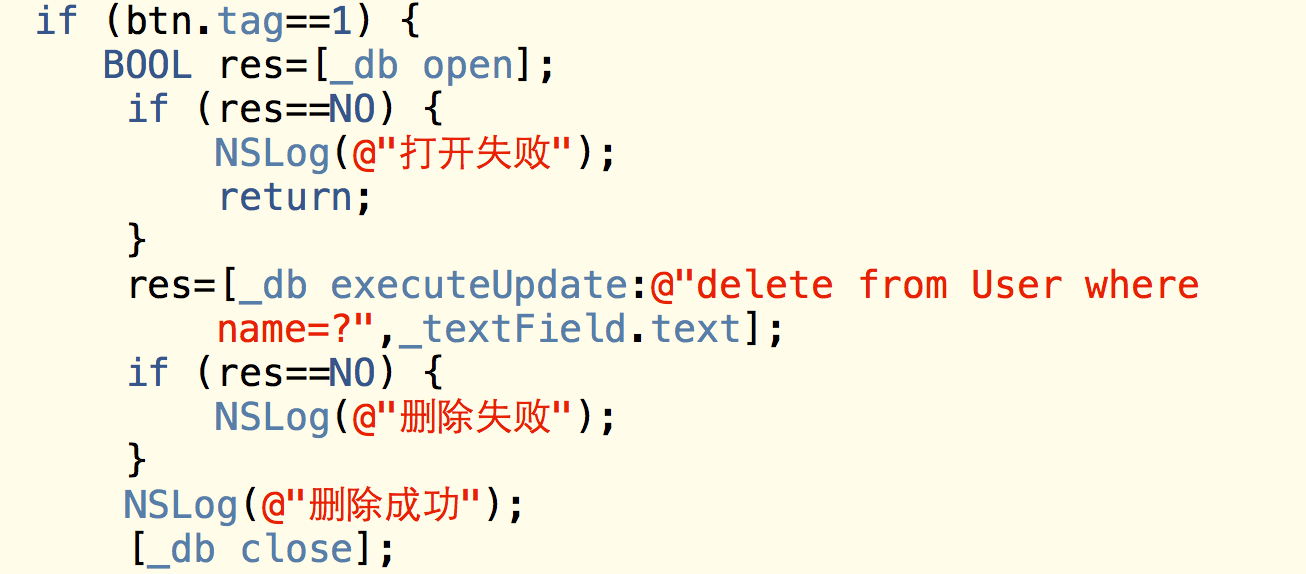 if (btn.tag==1) {
BOOL res=[_db open];
if (res==NO) {
NSLog(@"打开失败");
return;
}
res=[_db executeUpdate:@"delete from User where
name=?",_textField.text];
if (res==NO) {
NSLog(@"删除失败");
}
NSLog(@"删除成功");
[_db close];